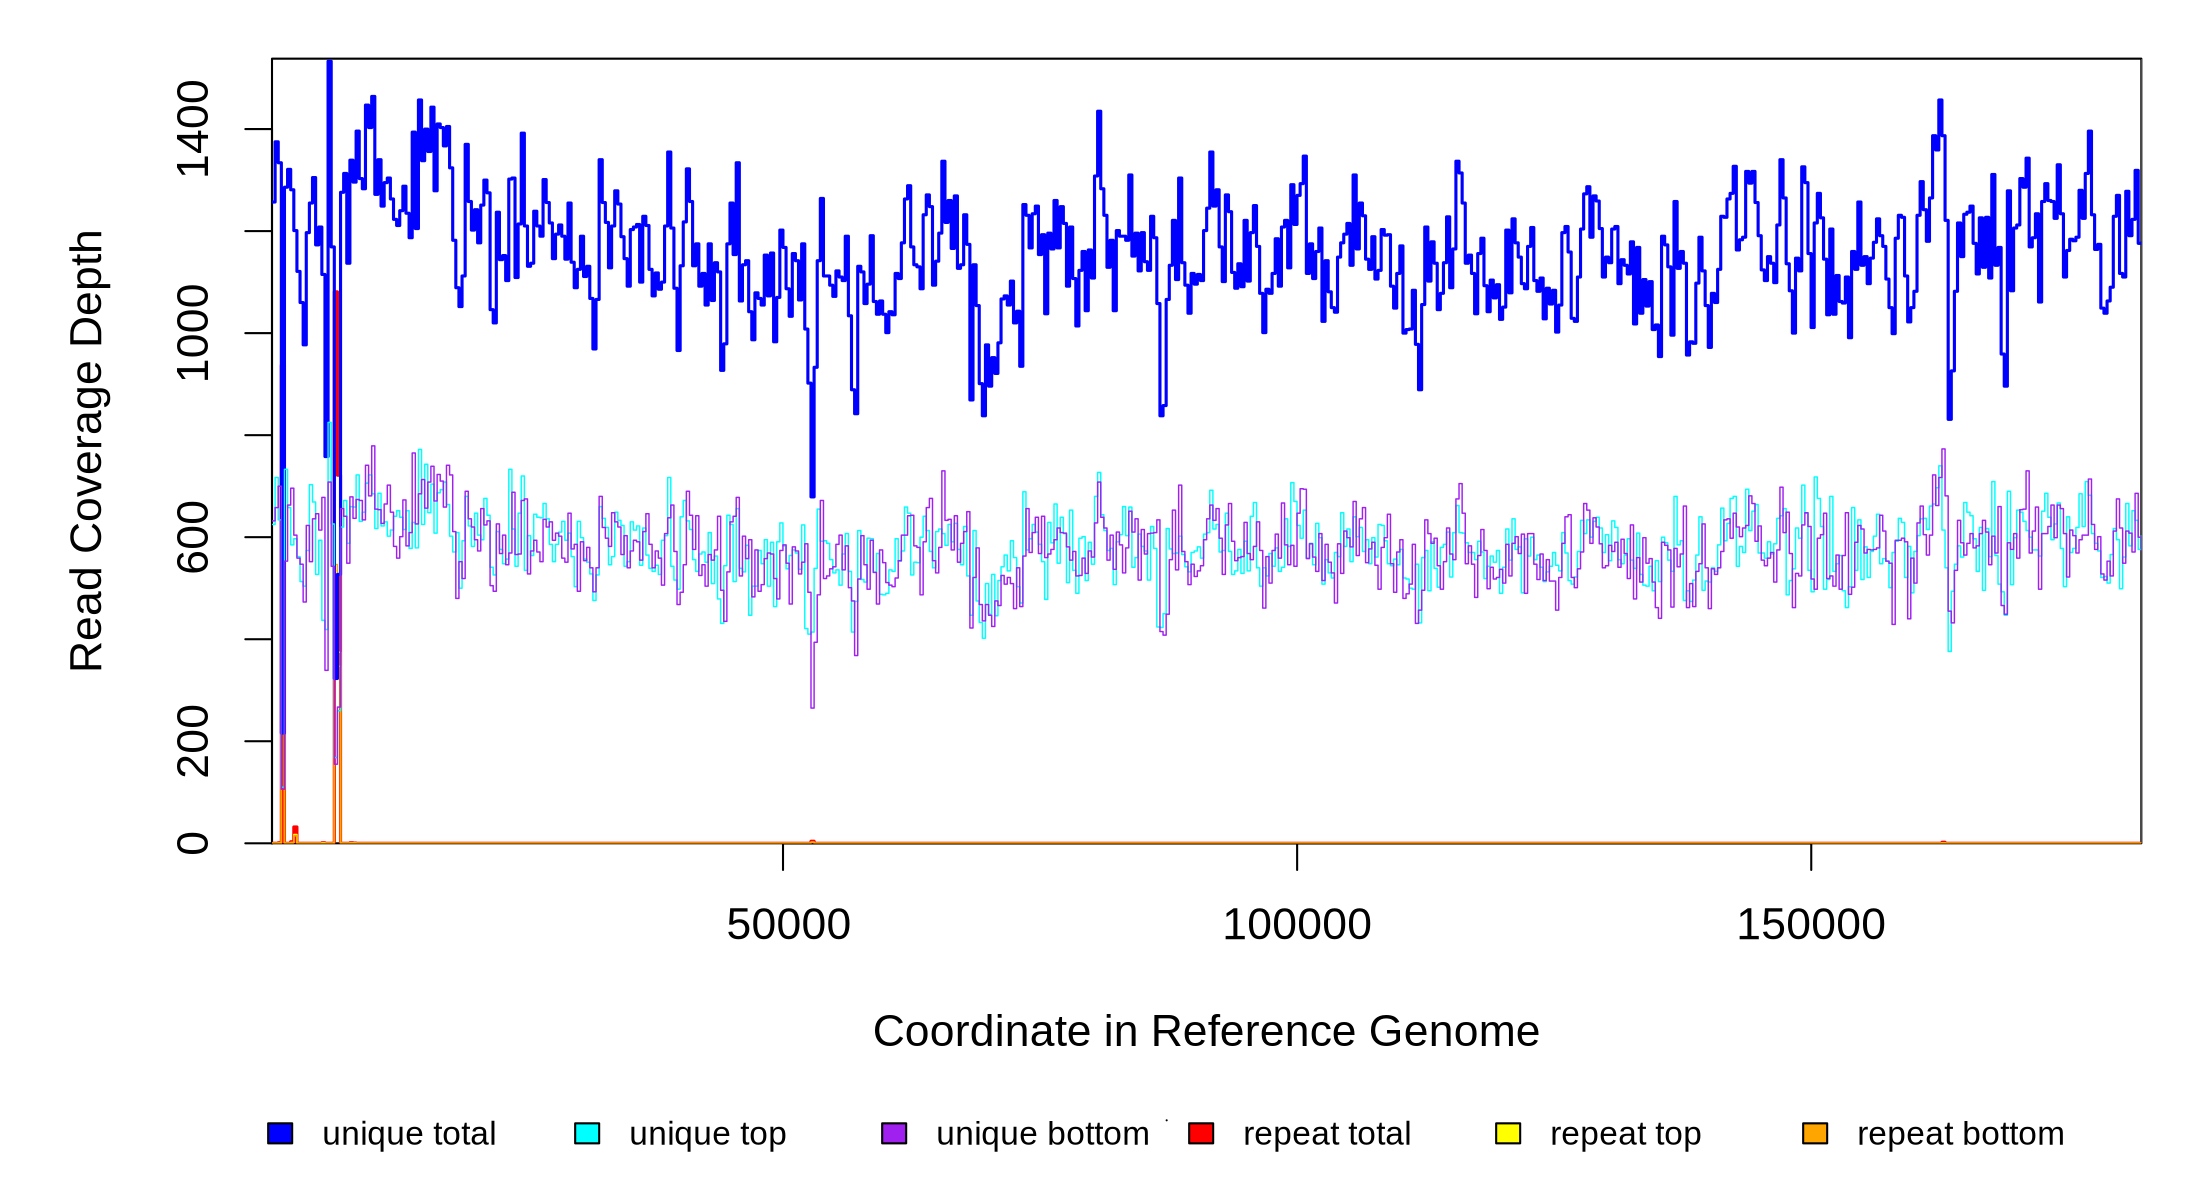 Read Coverage Depth
1400
1000
600
200
0
50000 100000 150000
Coordinate in Reference Genome
unique total unique top unique bottom repeat total repeat top repeat bottom